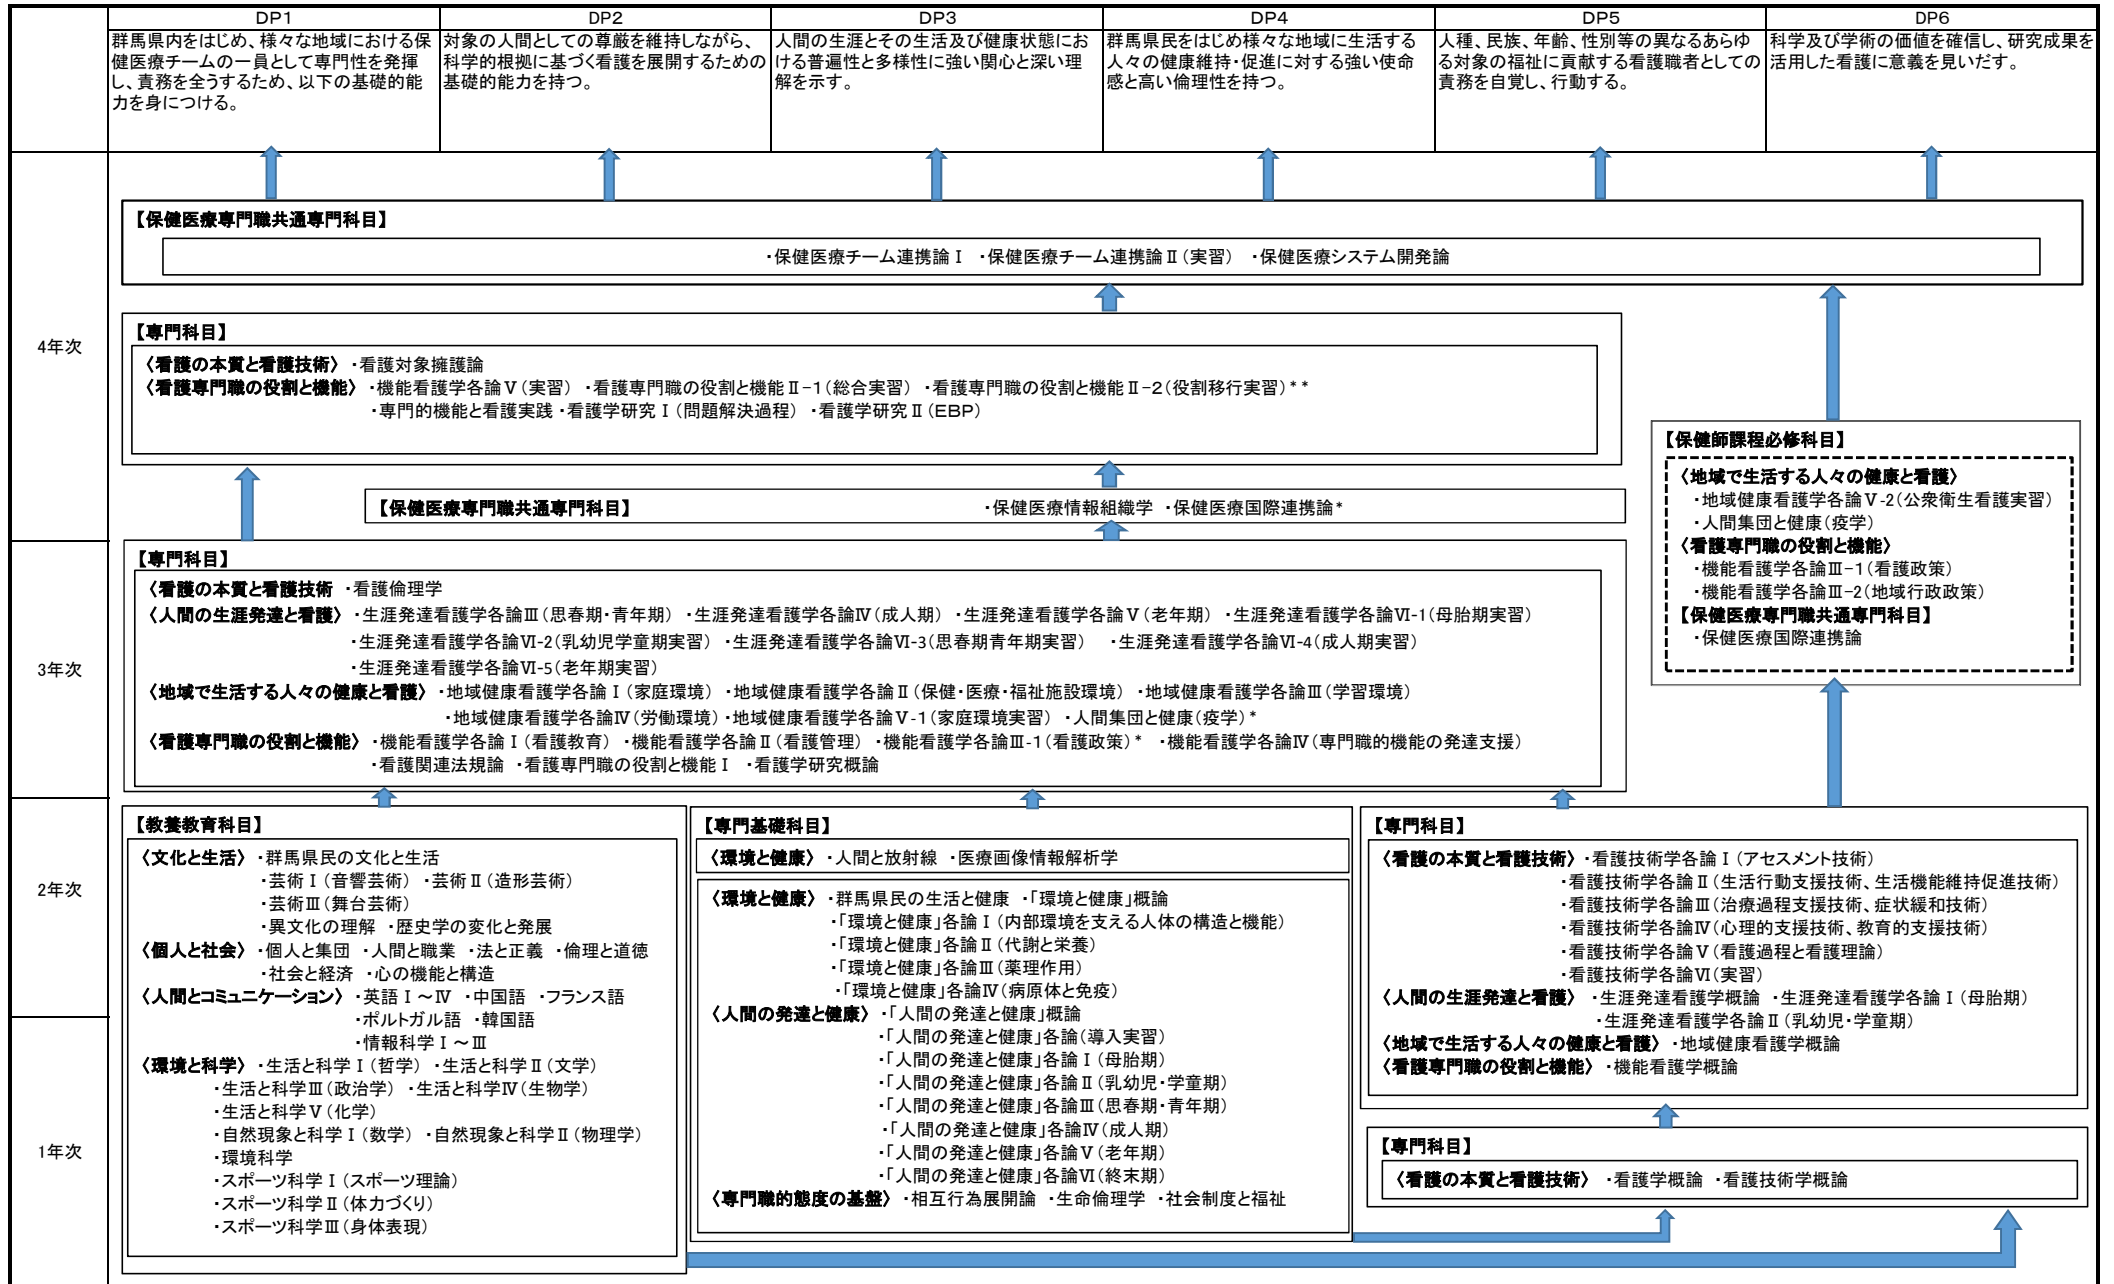 DP1
DP2
DP3
DP4
DP5
DP6
群馬県内をはじめ、様々な地域における保
健医療チームの一員として専門性を発揮
し、責務を全うするため、以下の基礎的能
力を身につける。
対象の人間としての尊厳を維持しながら、
科学的根拠に基づく看護を展開するための
基礎的能力を持つ。
人間の生涯とその生活及び健康状態にお
ける普遍性と多様性に強い関心と深い理
解を示す。
群馬県民をはじめ様々な地域に生活する
人々の健康維持・促進に対する強い使命
感と高い倫理性を持つ。
人種、民族、年齢、性別等の異なるあらゆ
る対象の福祉に貢献する看護職者としての
責務を自覚し、行動する。
科学及び学術の価値を確信し、研究成果を
活用した看護に意義を見いだす。
4年次
【保健医療専門職共通専門科目】
・保健医療チーム連携論Ⅰ ・保健医療チーム連携論Ⅱ(実習) ・保健医療システム開発論
【専門科目】
〈看護の本質と看護技術〉 ・看護対象擁護論
〈看護専門職の役割と機能〉 ・機能看護学各論Ⅴ(実習) ・看護専門職の役割と機能Ⅱ-1(総合実習) ・看護専門職の役割と機能Ⅱ-2(役割移行実習)**
・専門的機能と看護実践 ・看護学研究Ⅰ(問題解決過程) ・看護学研究Ⅱ(EBP)
【保健医療専門職共通専門科目】 ・保健医療情報組織学 ・保健医療国際連携論*
【保健師課程必修科目】
〈地域で生活する人々の健康と看護〉
・地域健康看護学各論Ⅴ-2(公衆衛生看護実習)
・人間集団と健康(疫学)
〈看護専門職の役割と機能〉
・機能看護学各論Ⅲ-1(看護政策)
・機能看護学各論Ⅲ-2(地域行政政策)
【保健医療専門職共通専門科目】
・保健医療国際連携論
3年次
【専門科目】
〈看護の本質と看護技術 ・看護倫理学
〈人間の生涯発達と看護〉 ・生涯発達看護学各論Ⅲ(思春期・青年期) ・生涯発達看護学各論Ⅳ(成人期) ・生涯発達看護学各論Ⅴ(老年期) ・生涯発達看護学各論Ⅵ-1(母胎期実習)
・生涯発達看護学各論Ⅵ-2(乳幼児学童期実習) ・生涯発達看護学各論Ⅵ-3(思春期青年期実習) ・生涯発達看護学各論Ⅵ-4(成人期実習)
・生涯発達看護学各論Ⅵ-5(老年期実習)
〈地域で生活する人々の健康と看護〉 ・地域健康看護学各論Ⅰ(家庭環境) ・地域健康看護学各論Ⅱ(保健・医療・福祉施設環境) ・地域健康看護学各論Ⅲ(学習環境)
・地域健康看護学各論Ⅳ(労働環境) ・地域健康看護学各論Ⅴ-1(家庭環境実習) ・人間集団と健康(疫学)*
〈看護専門職の役割と機能〉 ・機能看護学各論Ⅰ(看護教育) ・機能看護学各論Ⅱ(看護管理) ・機能看護学各論Ⅲ-1(看護政策)* ・機能看護学各論Ⅳ(専門職的機能の発達支援)
・看護関連法規論 ・看護専門職の役割と機能Ⅰ ・看護学研究概論
2年次
1年次
【教養教育科目】
〈文化と生活〉 ・群馬県民の文化と生活
・芸術Ⅰ(音響芸術) ・芸術Ⅱ(造形芸術)
・芸術Ⅲ(舞台芸術)
・異文化の理解 ・歴史学の変化と発展
〈個人と社会〉 ・個人と集団 ・人間と職業 ・法と正義 ・倫理と道徳
・社会と経済 ・心の機能と構造
〈人間とコミュニケーション〉 ・英語Ⅰ～Ⅳ ・中国語 ・フランス語
・ポルトガル語 ・韓国語
・情報科学Ⅰ～Ⅲ
〈環境と科学〉 ・生活と科学Ⅰ(哲学) ・生活と科学Ⅱ(文学)
・生活と科学Ⅲ(政治学) ・生活と科学Ⅳ(生物学)
・生活と科学Ⅴ(化学)
・自然現象と科学Ⅰ(数学) ・自然現象と科学Ⅱ(物理学)
・環境科学
・スポーツ科学Ⅰ(スポーツ理論)
・スポーツ科学Ⅱ(体力づくり)
・スポーツ科学Ⅲ(身体表現)
【専門基礎科目】
〈環境と健康〉 ・人間と放射線 ・医療画像情報解析学
〈環境と健康〉 ・群馬県民の生活と健康 ・「環境と健康」概論
・「環境と健康」各論Ⅰ(内部環境を支える人体の構造と機能)
・「環境と健康」各論Ⅱ(代謝と栄養)
・「環境と健康」各論Ⅲ(薬理作用)
・「環境と健康」各論Ⅳ(病原体と免疫)
〈人間の発達と健康〉 ・「人間の発達と健康」概論
・「人間の発達と健康」各論(導入実習)
・「人間の発達と健康」各論Ⅰ(母胎期)
・「人間の発達と健康」各論Ⅱ(乳幼児・学童期)
・「人間の発達と健康」各論Ⅲ(思春期・青年期)
・「人間の発達と健康」各論Ⅳ(成人期)
・「人間の発達と健康」各論Ⅴ(老年期)
・「人間の発達と健康」各論Ⅵ(終末期)
〈専門職的態度の基盤〉 ・相互行為展開論 ・生命倫理学 ・社会制度と福祉
【専門科目】
〈看護の本質と看護技術〉 ・看護技術学各論Ⅰ(アセスメント技術)
・看護技術学各論Ⅱ(生活行動支援技術、生活機能維持促進技術)
・看護技術学各論Ⅲ(治療過程支援技術、症状緩和技術)
・看護技術学各論Ⅳ(心理的支援技術、教育的支援技術)
・看護技術学各論Ⅴ(看護過程と看護理論)
・看護技術学各論Ⅵ(実習)
〈人間の生涯発達と看護〉 ・生涯発達看護学概論 ・生涯発達看護学各論Ⅰ(母胎期)
・生涯発達看護学各論Ⅱ(乳幼児・学童期)
〈地域で生活する人々の健康と看護〉 ・地域健康看護学概論
〈看護専門職の役割と機能〉 ・機能看護学概論
【専門科目】
〈看護の本質と看護技術〉 ・看護学概論 ・看護技術学概論